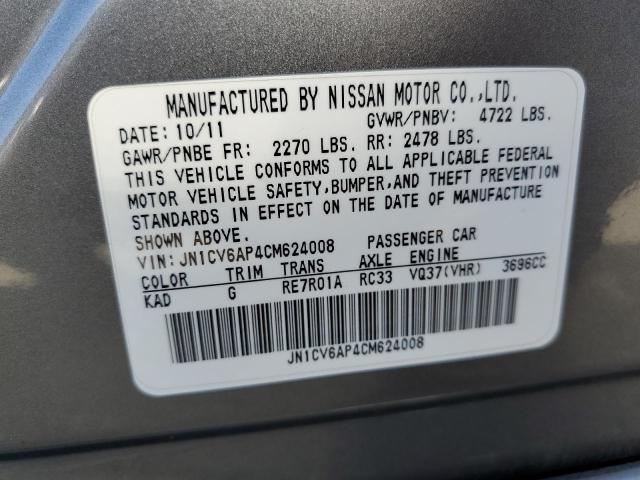 MANUFACTURED BY NISSAN MOTOR CO.,LTD.
DATE: 10/11 GVWR/PNBV: 4722 LBS.
GAWR/PNBE FR: 2270 LBS. RR: 2478 LBS.
THIS VEHICLE CONFORMS TO ALL APPLICABLE FEDERAL
MOTOR VEHICLE SAFETY,BUMPER,AND THEFT PREVENTION
STANDARDS IN EFFECT ON THE DATE OF MANUFACTURE
SHOWN ABOVE.
VIN: JN1CV6AP4CM624008 PASSENGER CAR
COLOR TRIM TRANS AXLE ENGINE
KAD G RE7R01A RC33 VQ37(VHR) 3696CC
JN1CV6AP4CM624008